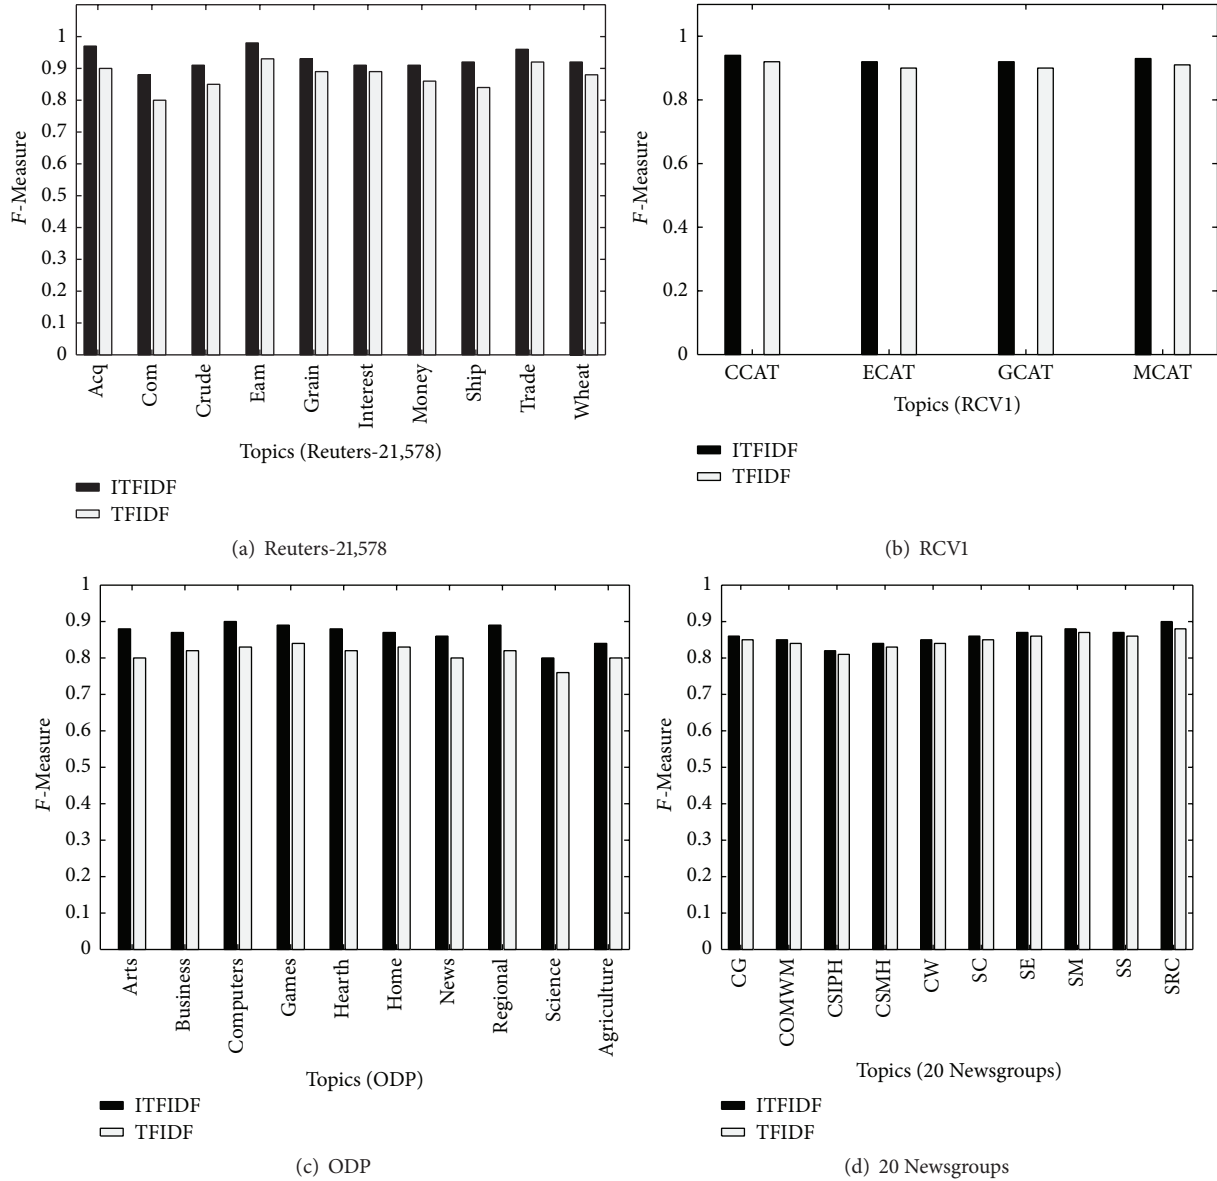 1
0.9
0.8
0.7
0.6
0.5
0.4
0.3
0.2
0.1
0
F-Measure
Acq
Com
Crude
Eam
Grain
Interest
Money
Ship
Trade
Wheat
Topics (Reuters-21,578)
ITFIDF
TFIDF
(a) Reuters-21,578
1
0.8
0.6
0.4
0.2
0
F-Measure
CCAT
ECAT
GCAT
MCAT
Topics (RCV1)
ITFIDF
TFIDF
(b) RCV1
1
0.9
0.8
0.7
0.6
0.5
0.4
0.3
0.2
0.1
0
F-Measure
Arts
Business
Computers
Games
Hearth
Home
News
Regional
Science
Agriculture
Topics (ODP)
ITFIDF
TFIDF
(c) ODP
1
0.9
0.8
0.7
0.6
0.5
0.4
0.3
0.2
0.1
0
F-Measure
CG
COMWM
CSIPH
CSMH
CW
SC
SE
SM
SS
SRC
Topics (20 Newsgroups)
ITFIDF
TFIDF
(d) 20 Newsgroups